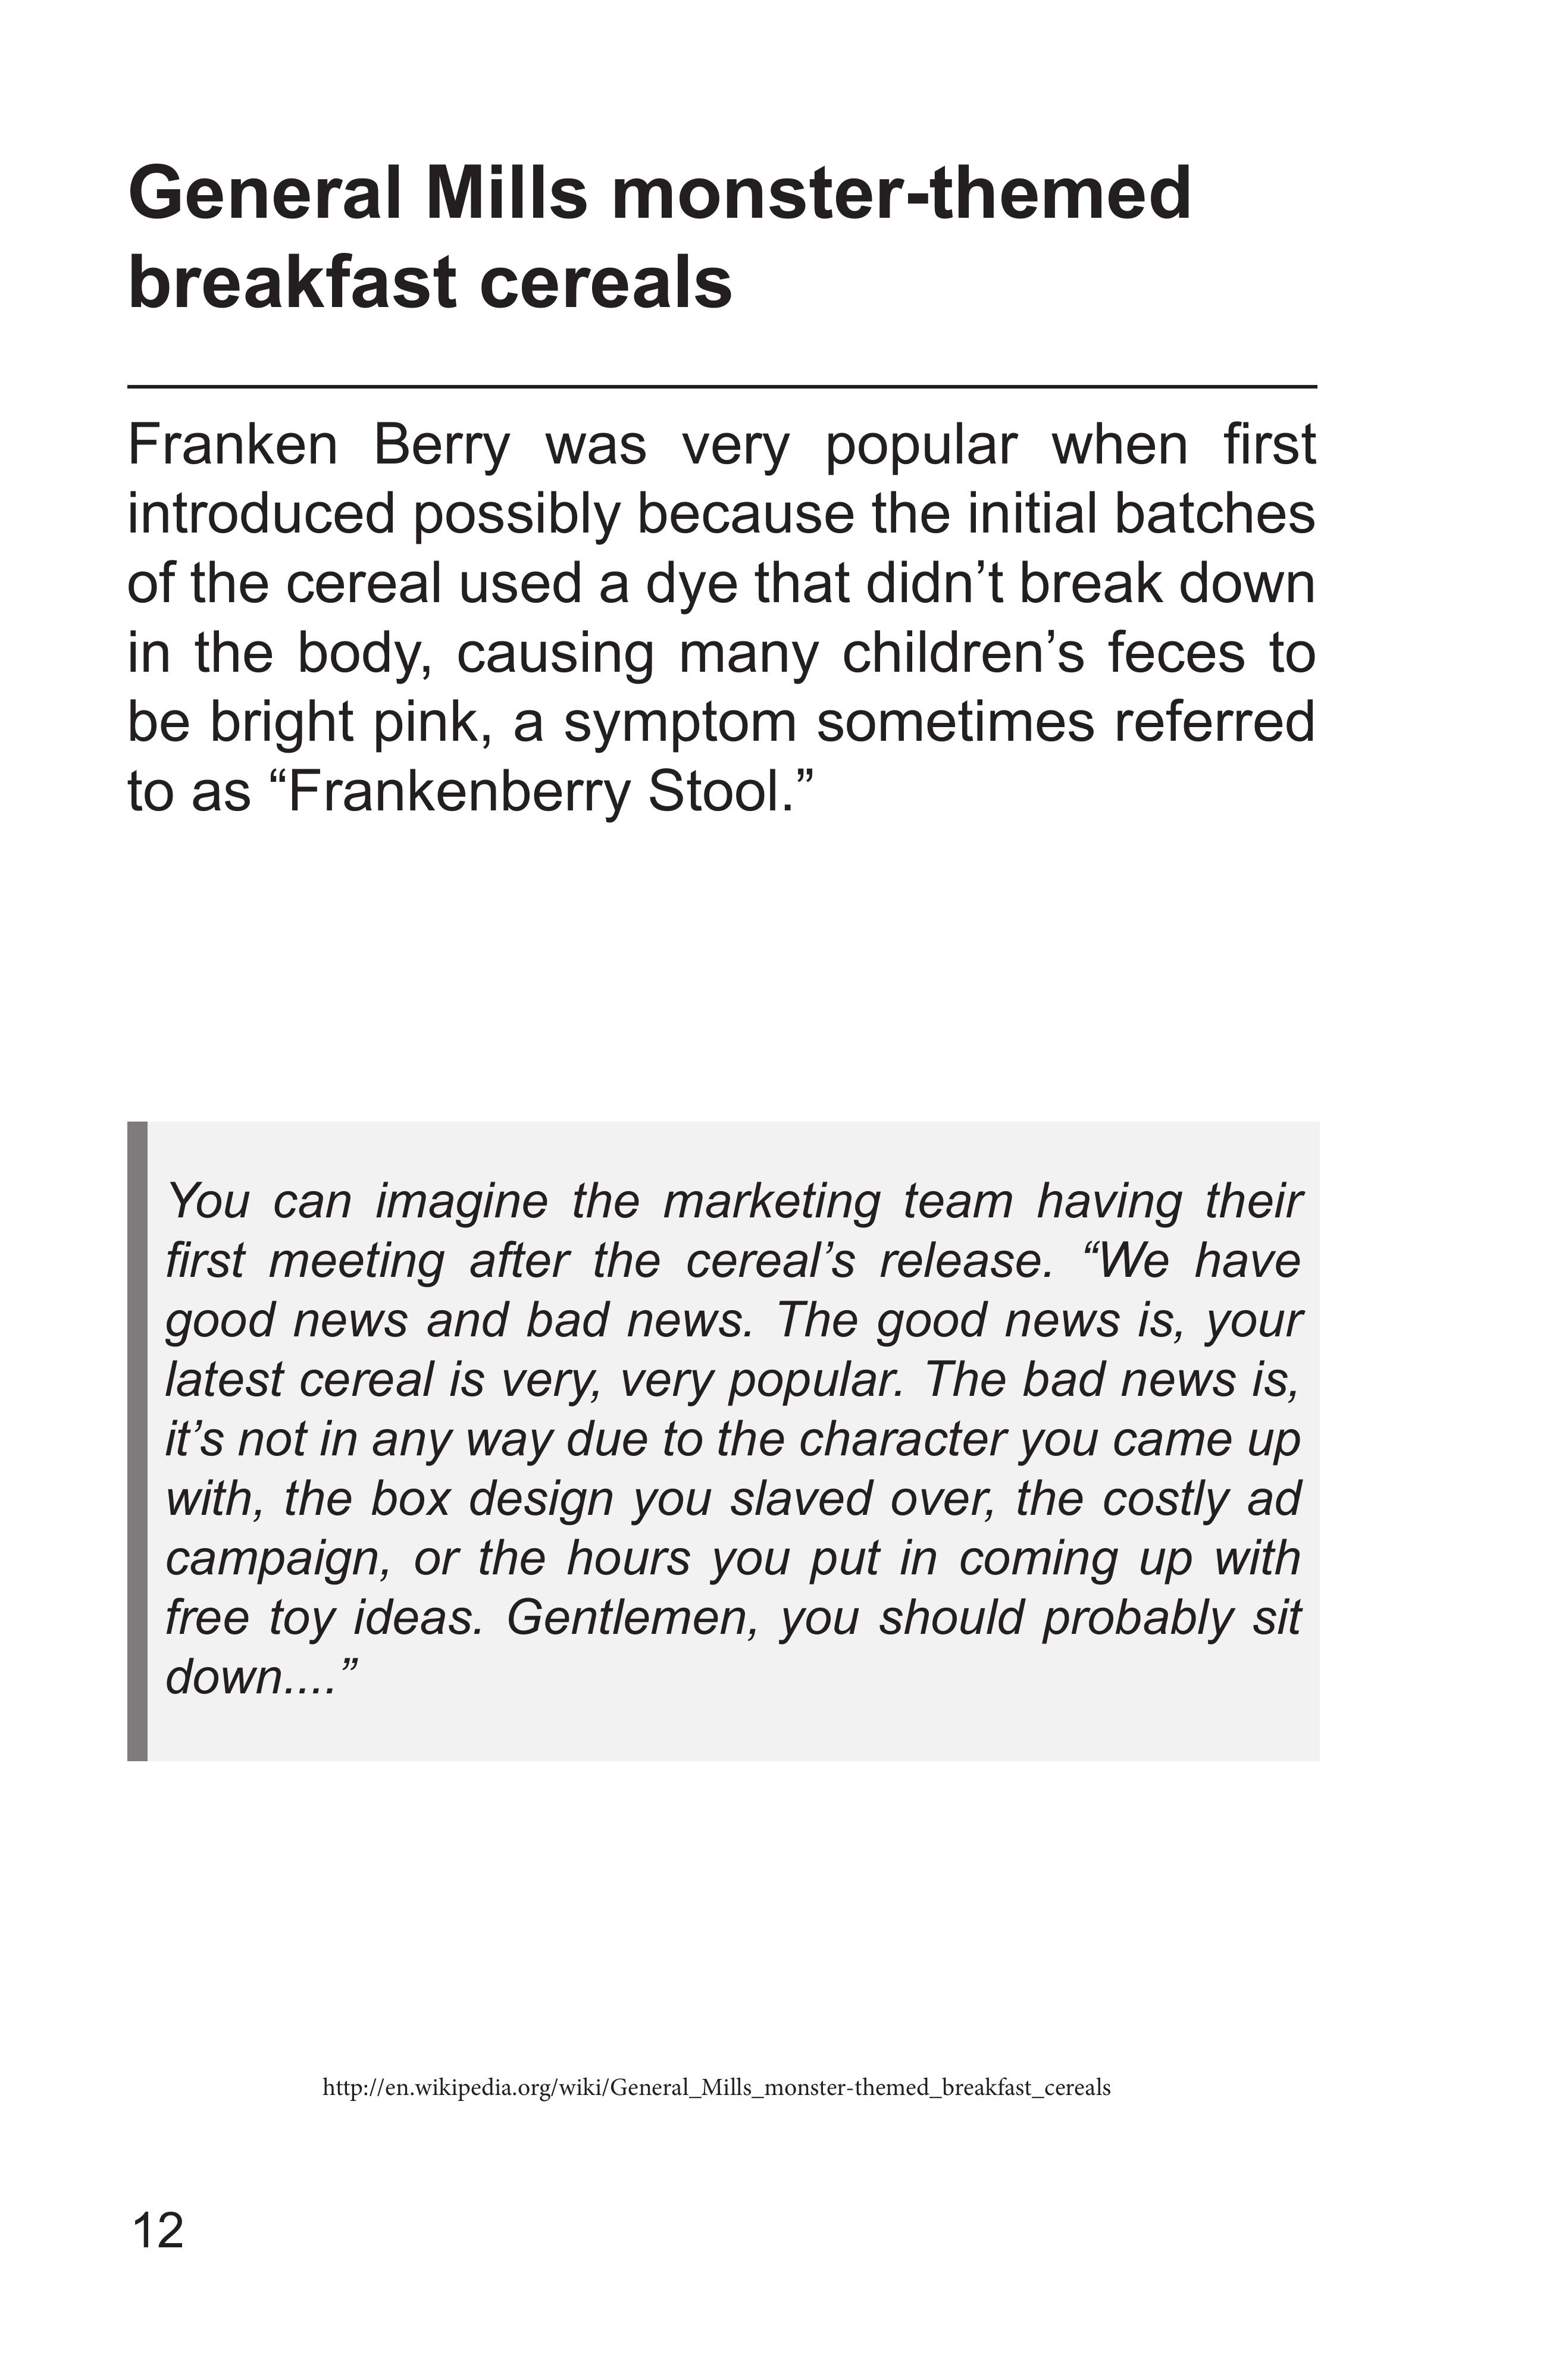 General Mills monster-themed
breakfast cereals
Franken Berry was very popular when first
introduced possibly because the initial batches
of the cereal used a dye that didn’t break down
in the body, causing many children’s feces to
be bright pink, a symptom sometimes referred
to as “Frankenberry Stool.”
You can imagine the marketing team having their
first meeting after the cereal’s release. “We have
good news and bad news. The good news is, your
latest cereal is very, very popular. The bad news is,
it’s not in any way due to the character you came up
with, the box design you slaved over, the costly ad
campaign, or the hours you put in coming up with
free toy ideas. Gentlemen, you should probably sit
down....”
http://en.wikipedia.org/wiki/General_Mills_monster-themed_breakfast_cereals
12